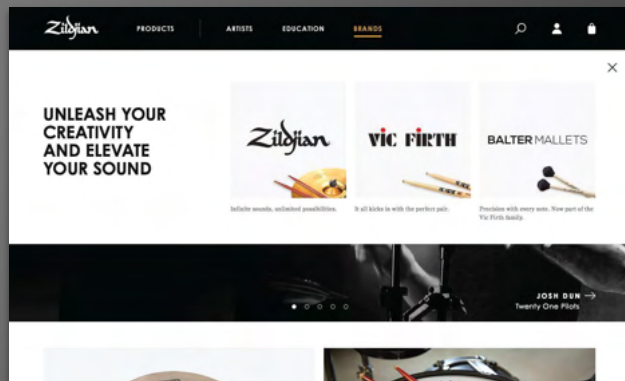 Zildjian
PRODUCTS
ARTISTS
EDUCATION
BRANDS
UNLEASH YOUR
CREATIVITY
AND ELEVATE
YOUR SOUND
Zildjian
VIC FIRTH
BALTER MALLETS
Infinite sounds, unlimited possibilities.
It all kicks in with the perfect pair.
Precision with every note. Now part of the
Vic Firth family.
JOSH DUN →
Twenty One Pilots